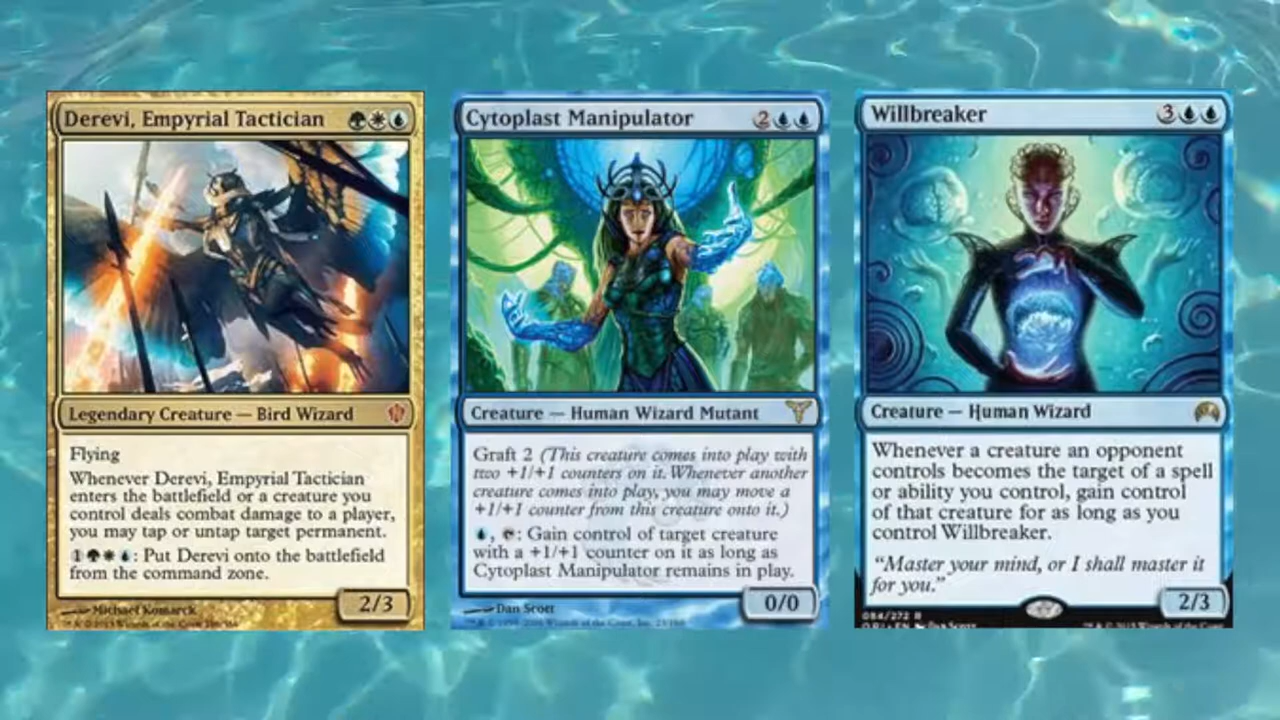 Derevi, Empyrial Tactician
Legendary Creature — Bird Wizard
Flying
Whenever Derevi, Empyrial Tactician
enters the battlefield or a creature you
control deals combat damage to a player,
you may tap or untap target permanent.
1: Put Derevi onto the battlefield
from the command zone.
Michael Komarck
2/3
Cytoplast Manipulator 2
Creature — Human Wizard Mutant
Graft 2 (This creature comes into play with
two +1/+1 counters on it. Whenever another
creature comes into play, you may move a
+1/+1 counter from this creature onto it.)
, : Gain control of target creature
with a +1/+1 counter on it as long as
Cytoplast Manipulator remains in play.
Dan Scott
0/0
Willbreaker 3
Creature — Human Wizard
Whenever a creature an opponent
controls becomes the target of a spell
or ability you control, gain control
of that creature for as long as you
control Willbreaker.
“Master your mind, or I shall master it
for you.”
2/3
084/272 R